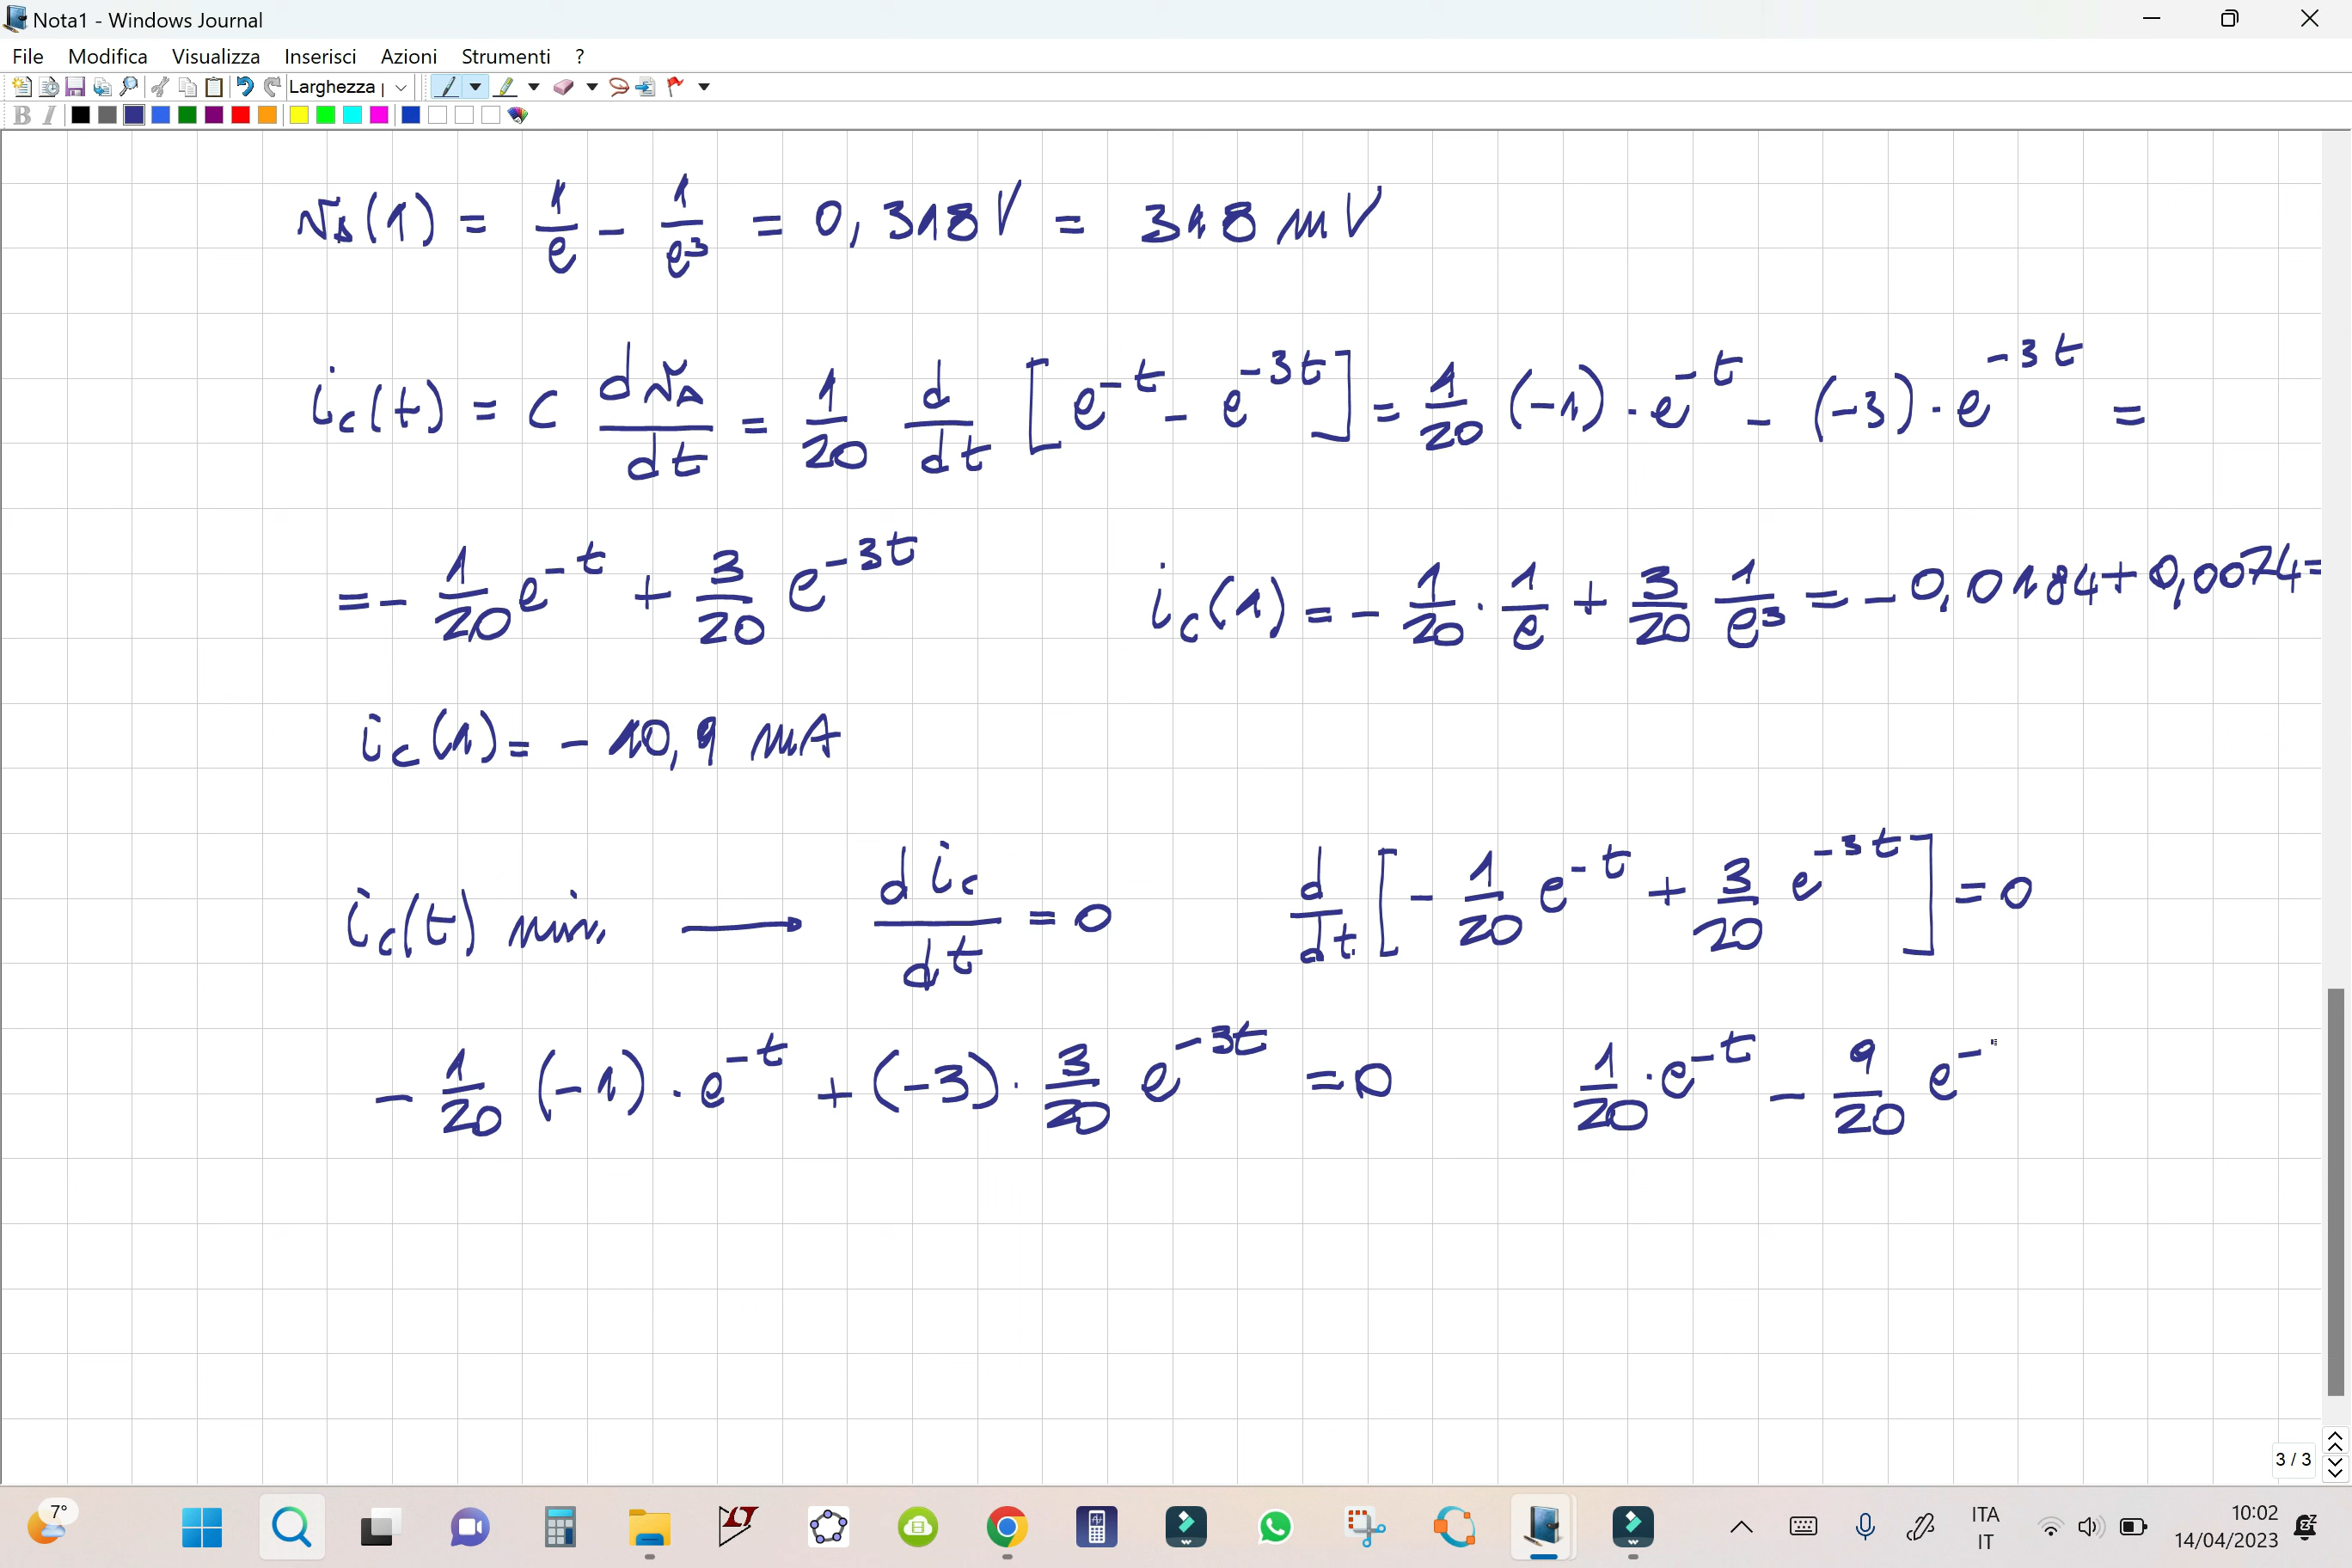 Nota1 - Windows Journal
File Modifica Visualizza Inserisci Azioni Strumenti ?
Larghezza
B I
vs(1) = 1/e - 1/e³ = 0,318 V = 318 mV
ic(t) = C dvs/dt = 1/20 d/dt [e^-t - e^-3t] = 1/20 (-1) · e^-t - (-3) · e^-3t =
= - 1/20 e^-t + 3/20 e^-3t ic(1) = - 1/20 · 1/e + 3/20 1/e³ = - 0,0184 + 0,0074 =
ic(1) = - 10,9 mA
ic(t) min. → d ic/dt = 0 d/dt [- 1/20 e^-t + 3/20 e^-3t] = 0
- 1/20 (-1) · e^-t + (-3) · 3/20 e^-3t = 0 1/20 · e^-t - 9/20 e^-
3 / 3
7°
ITA
IT
10:02
14/04/2023